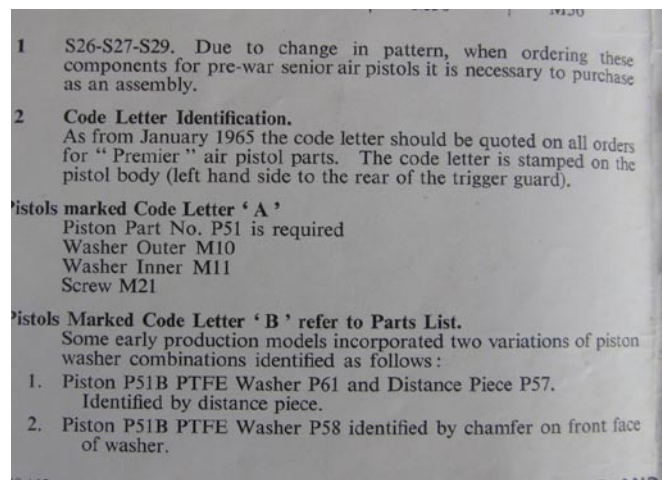 1 S26-S27-S29. Due to change in pattern, when ordering these
components for pre-war senior air pistols it is necessary to purchase
as an assembly.
2 Code Letter Identification.
As from January 1965 the code letter should be quoted on all orders
for “ Premier ” air pistol parts. The code letter is stamped on the
pistol body (left hand side to the rear of the trigger guard).
Pistols marked Code Letter ‘ A ’
Piston Part No. P51 is required
Washer Outer M10
Washer Inner M11
Screw M21
Pistols Marked Code Letter ‘ B ’ refer to Parts List.
Some early production models incorporated two variations of piston
washer combinations identified as follows :
1. Piston P51B PTFE Washer P61 and Distance Piece P57.
Identified by distance piece.
2. Piston P51B PTFE Washer P58 identified by chamfer on front face
of washer.